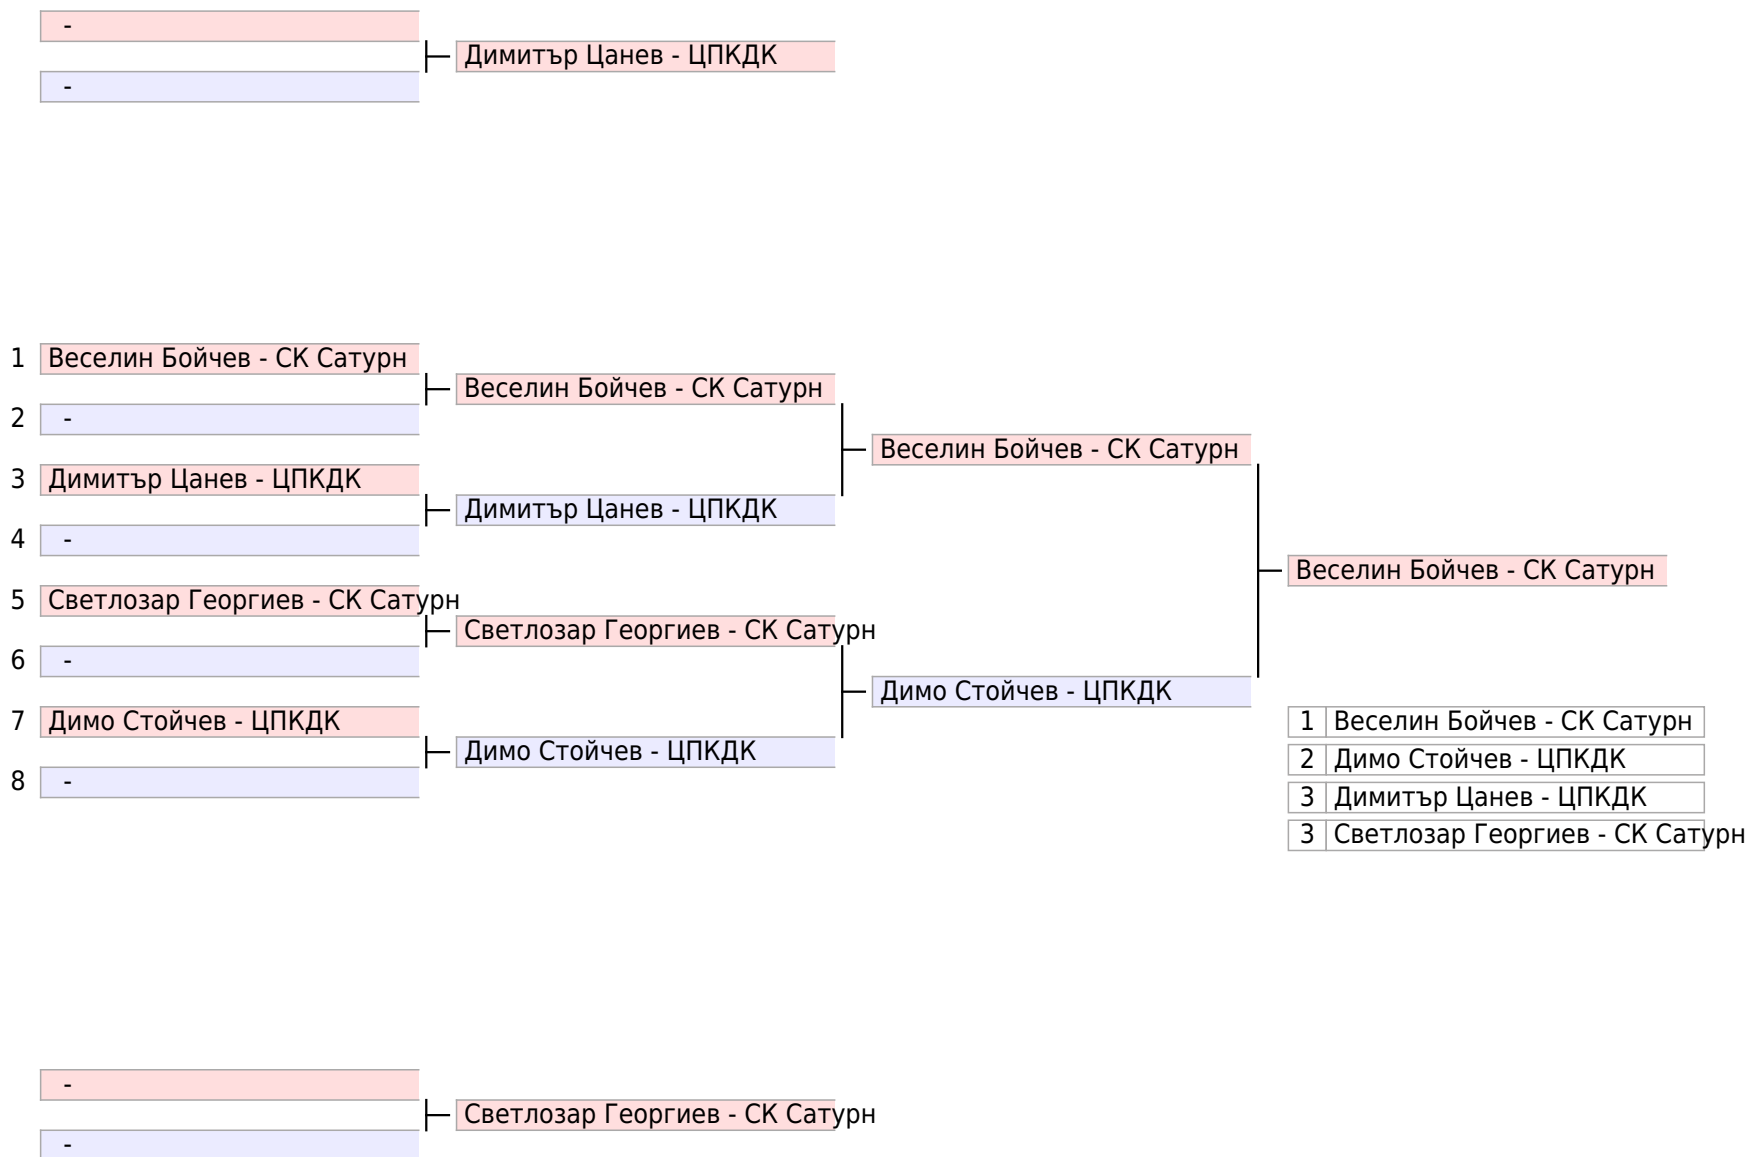 -
Димитър Цанев - ЦПКДК
-
1 Веселин Бойчев - СК Сатурн
Веселин Бойчев - СК Сатурн
2 -
Веселин Бойчев - СК Сатурн
3 Димитър Цанев - ЦПКДК
Димитър Цанев - ЦПКДК
4 -
Веселин Бойчев - СК Сатурн
5 Светлозар Георгиев - СК Сатурн
Светлозар Георгиев - СК Сатурн
6 -
Димо Стойчев - ЦПКДК
7 Димо Стойчев - ЦПКДК
Димо Стойчев - ЦПКДК
8 -
1 Веселин Бойчев - СК Сатурн
2 Димо Стойчев - ЦПКДК
3 Димитър Цанев - ЦПКДК
3 Светлозар Георгиев - СК Сатурн
-
Светлозар Георгиев - СК Сатурн
-